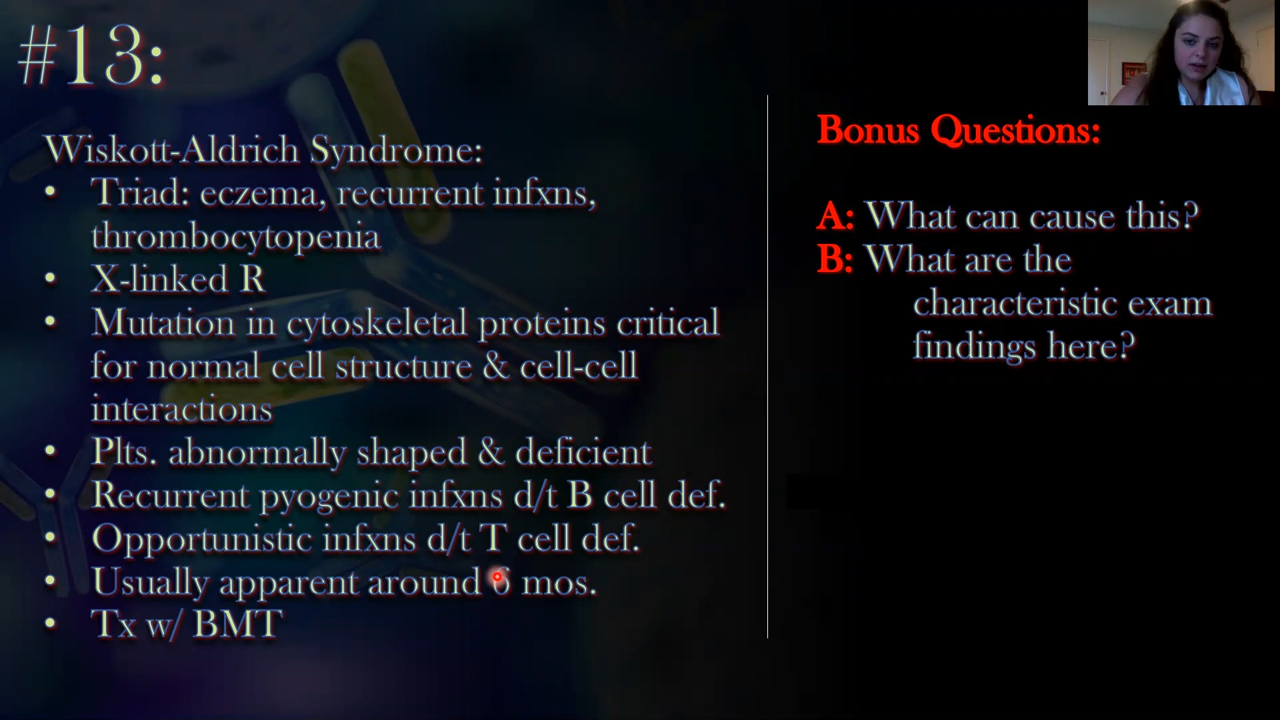 #13:
Wiskott-Aldrich Syndrome:
• Triad: eczema, recurrent infxns,
thrombocytopenia
• X-linked R
• Mutation in cytoskeletal proteins critical
for normal cell structure & cell-cell
interactions
• Plts. abnormally shaped & deficient
• Recurrent pyogenic infxns d/t B cell def.
• Opportunistic infxns d/t T cell def.
• Usually apparent around 6 mos.
• Tx w/ BMT
Bonus Questions:
A: What can cause this?
B: What are the
characteristic exam
findings here?